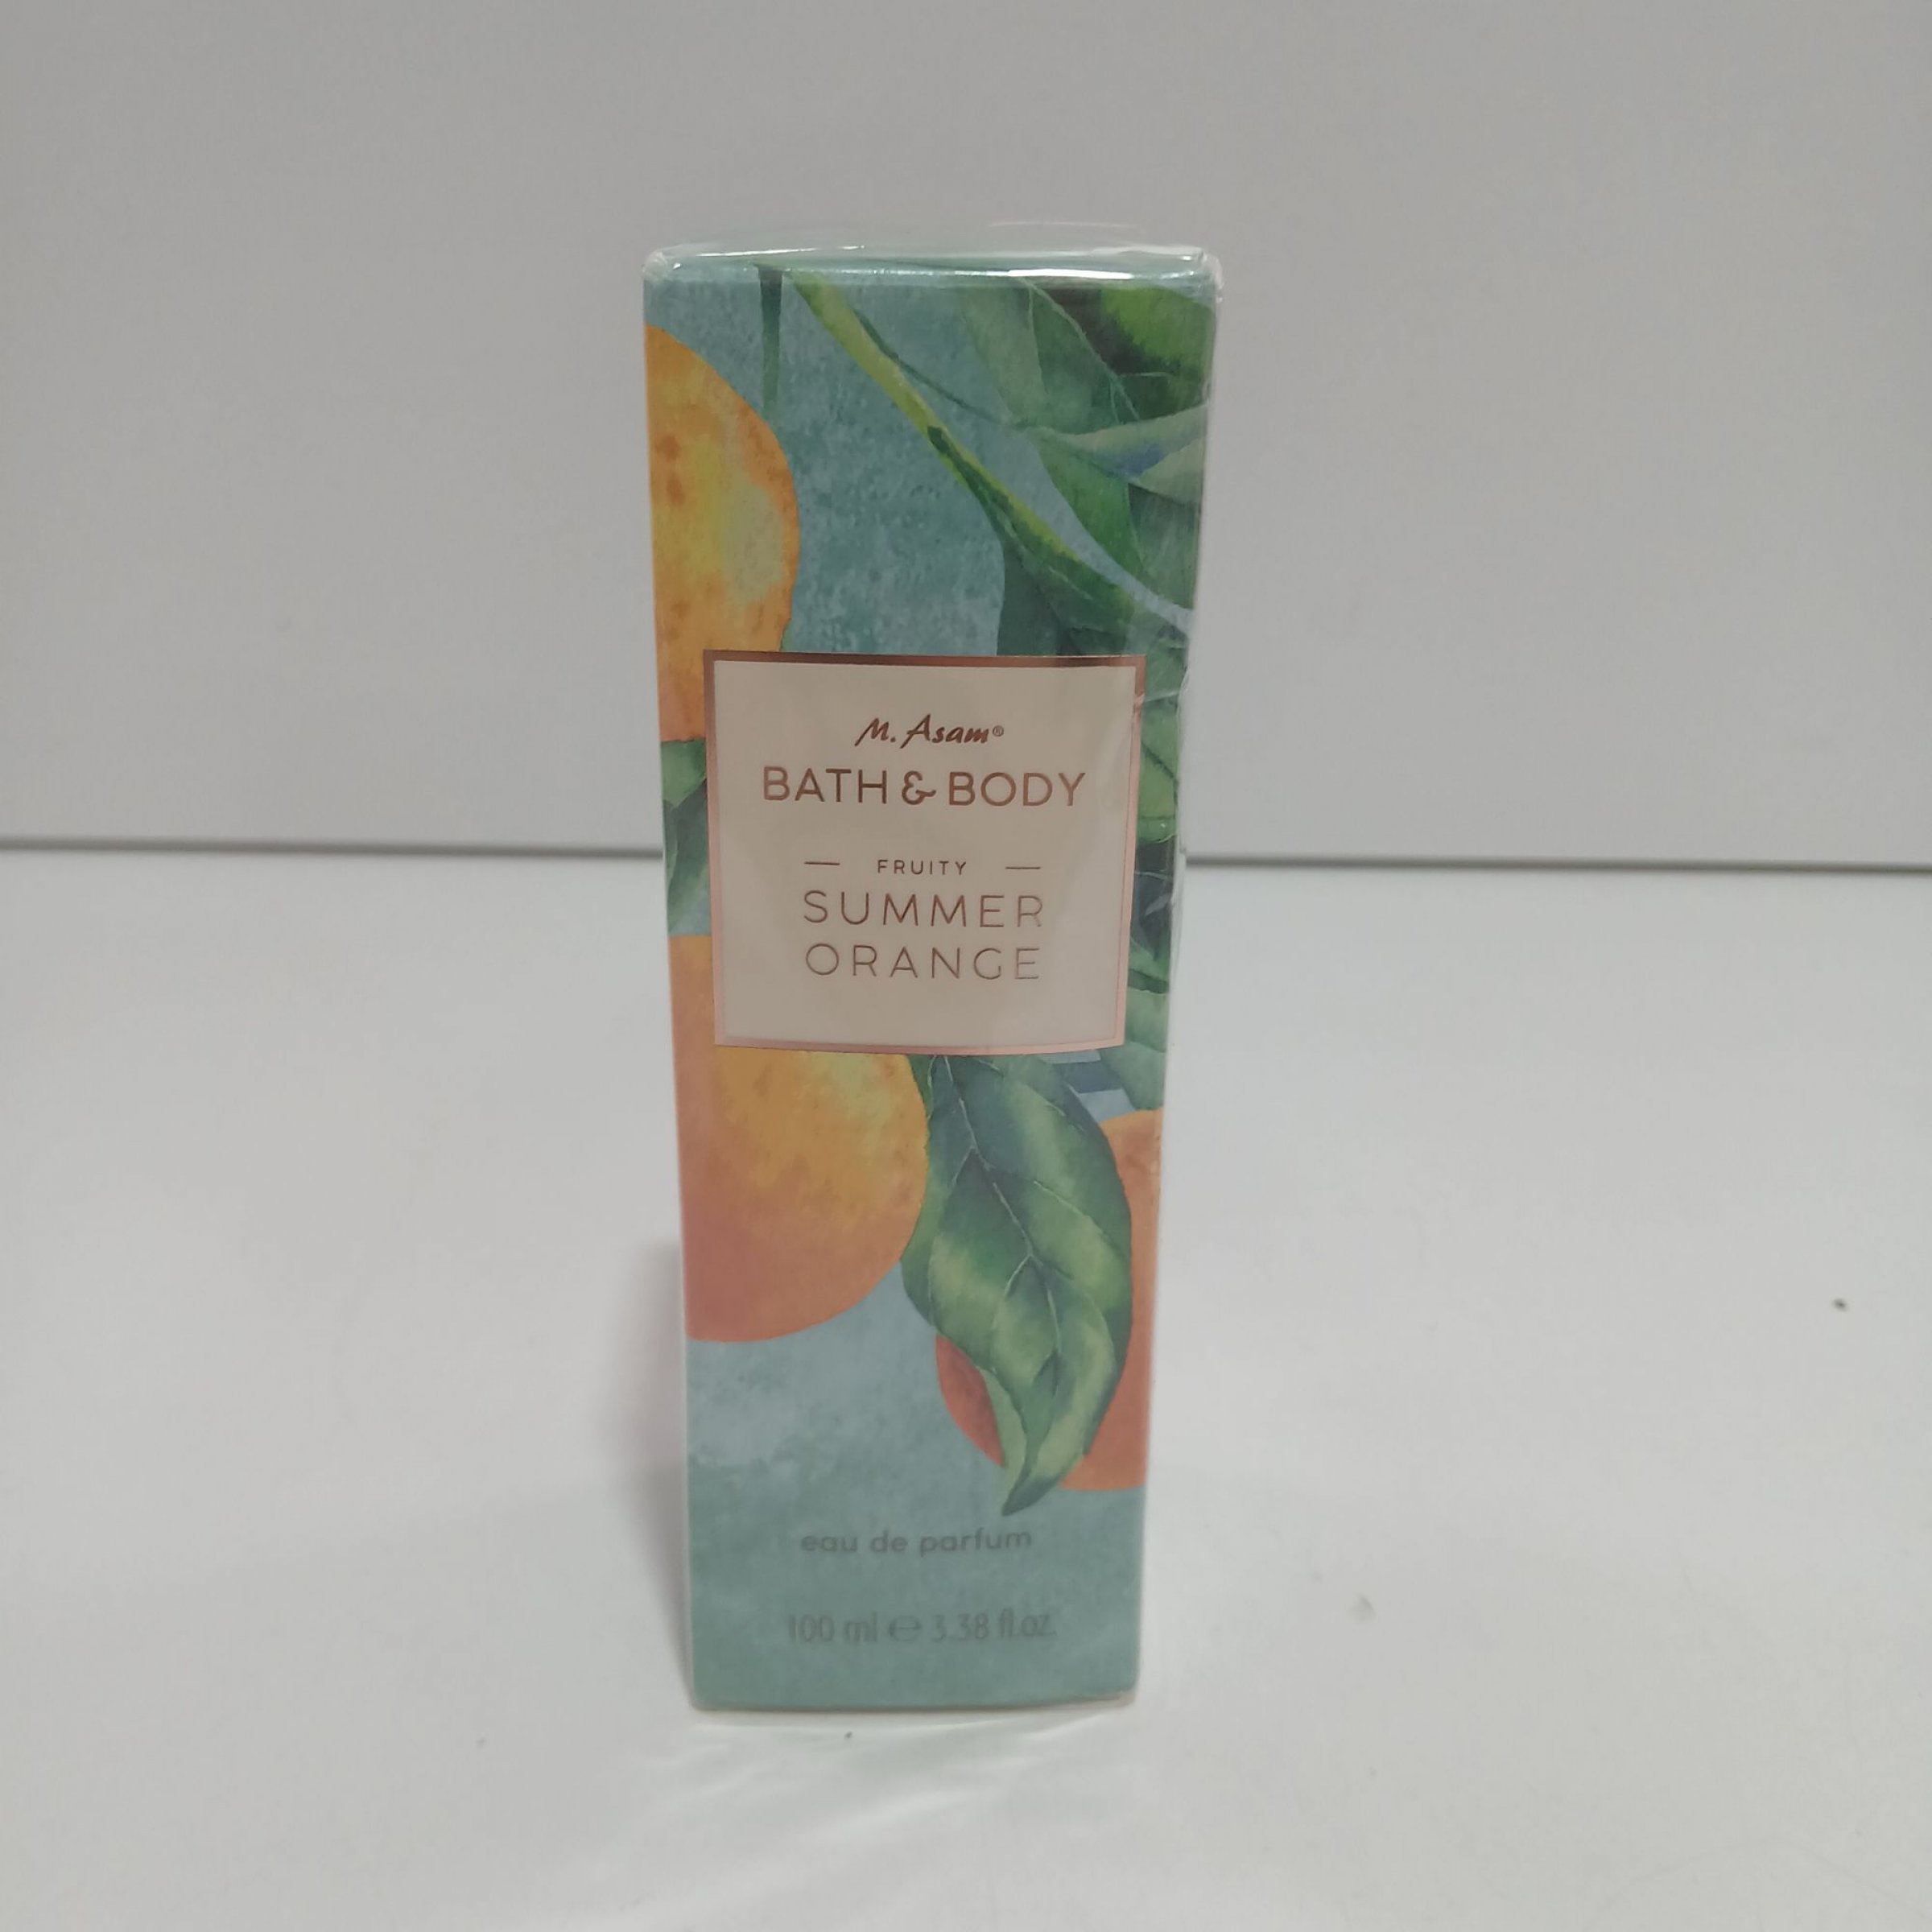 M. Asam®
BATH & BODY
— FRUITY —
SUMMER
ORANGE
eau de parfum
100 ml ℮ 3.38 fl.oz.